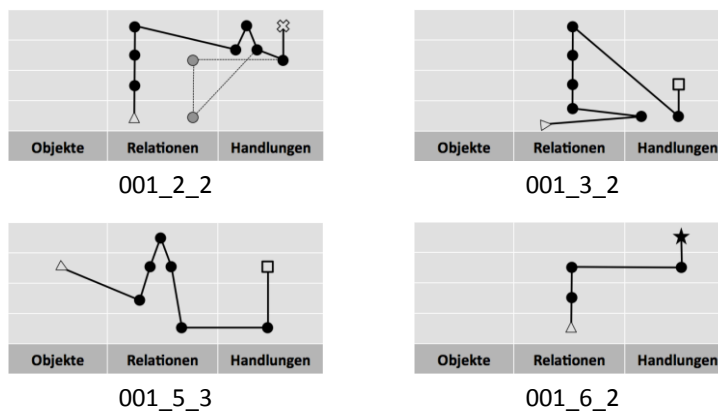 Objekte Relationen Handlungen
001_2_2
Objekte Relationen Handlungen
001_3_2
Objekte Relationen Handlungen
001_5_3
Objekte Relationen Handlungen
001_6_2